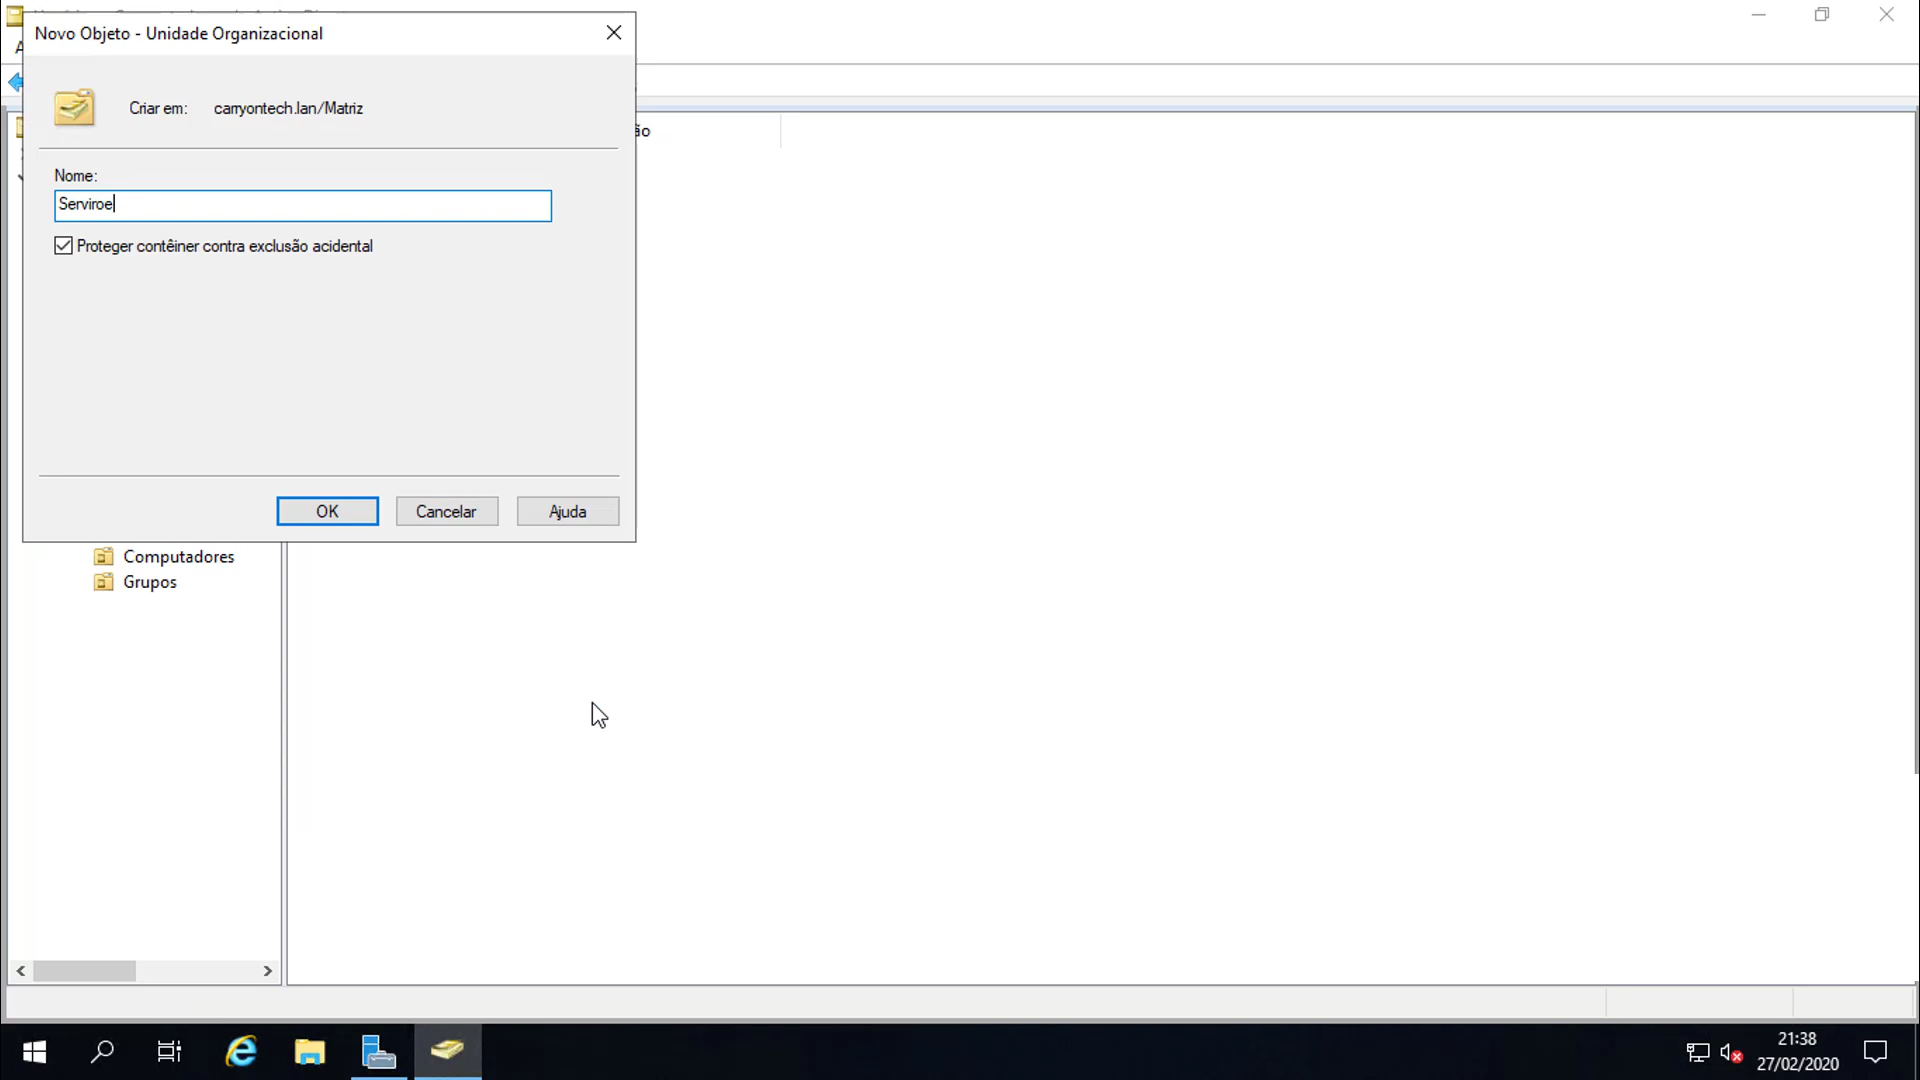 Novo Objeto - Unidade Organizacional
Criar em: carryontech.lan/Matriz
ão
Nome:
Serviroe
Proteger contêiner contra exclusão acidental
OK Cancelar Ajuda
Computadores
Grupos
21:38
27/02/2020